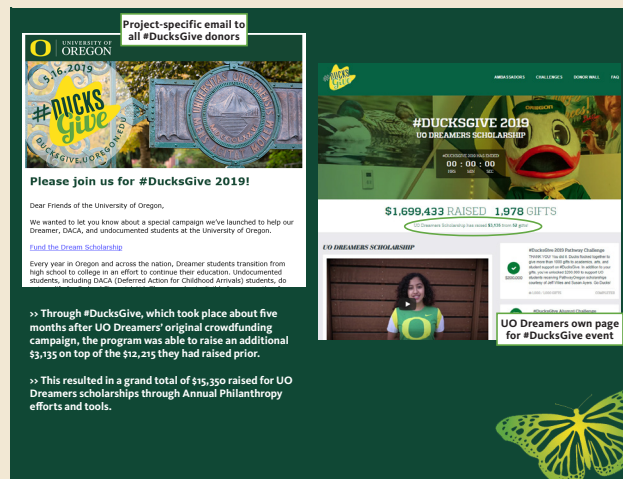 Project-specific email to
all #DucksGive donors
O
UNIVERSITY OF
OREGON
5.16.2019
#DUCKS
Give
DUCKSGIVE.UOREGON.EDU
Please join us for #DucksGive 2019!
Dear Friends of the University of Oregon,
We wanted to let you know about a special campaign we've launched to help our
Dreamer, DACA, and undocumented students at the University of Oregon.
Fund the Dream Scholarship
Every year in Oregon and across the nation, Dreamer students transition from
high school to college in an effort to continue their education. Undocumented
students, including DACA (Deferred Action for Childhood Arrivals) students, do
>> Through #DucksGive, which took place about five
months after UO Dreamers' original crowdfunding
campaign, the program was able to raise an additional
$3,135 on top of the $12,215 they had raised prior.
>> This resulted in a grand total of $15,350 raised for UO
Dreamers scholarships through Annual Philanthropy
efforts and tools.
#DUCKS
AMBASSADORS CHALLENGES DONOR WALL FAQ
OREGON
#DUCKSGIVE 2019
UO DREAMERS SCHOLARSHIP
00 : 00 : 00
HRS MIN SEC
$1,699,433 RAISED 1,978 GIFTS
UO DREAMERS SCHOLARSHIP
#DucksGive 2019 Pathway Challenge
UO Dreamers own page
for #DucksGive event